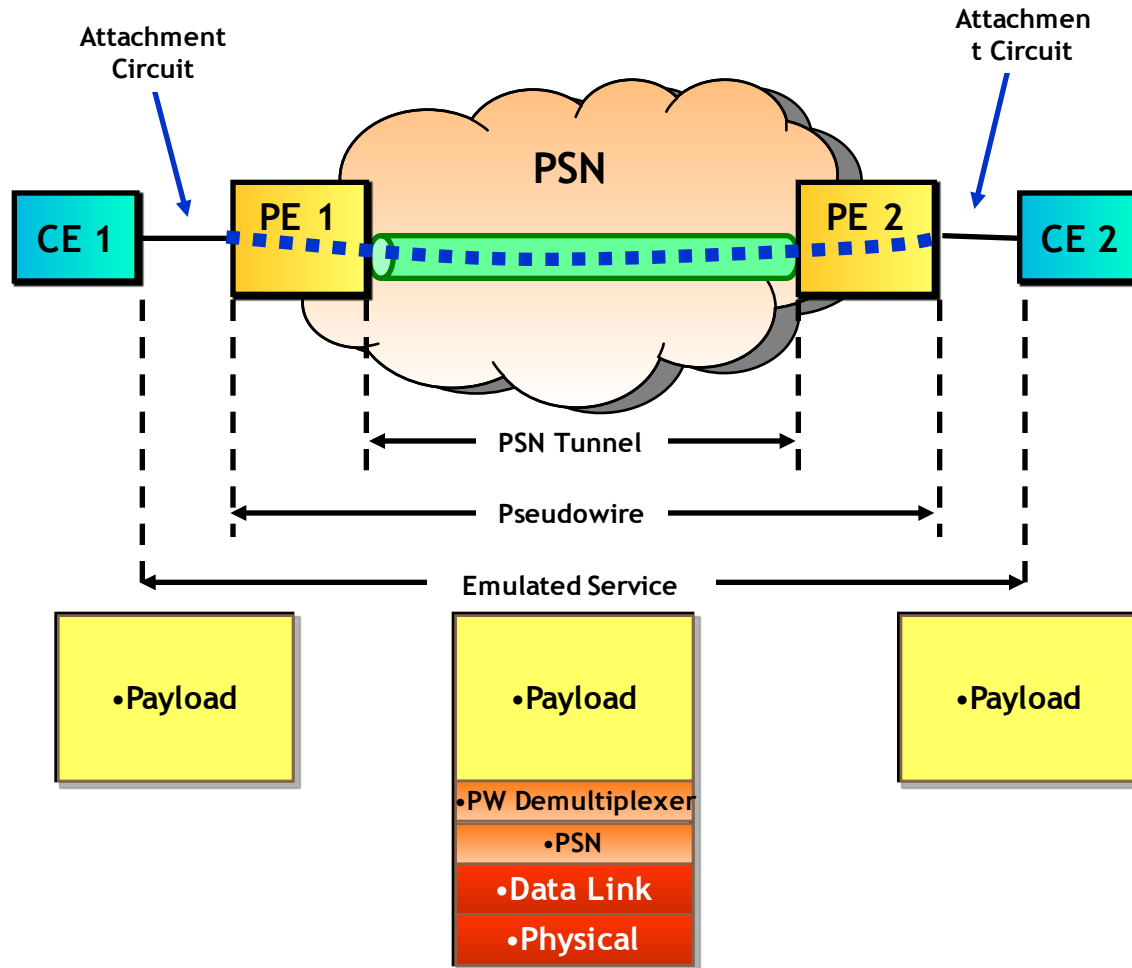 Attachment
Circuit
Attachmen
t Circuit
PSN
CE 1
PE 1
PE 2
CE 2
PSN Tunnel
Pseudowire
Emulated Service
•Payload
•Payload
•Payload
•PW Demultiplexer
•PSN
•Data Link
•Physical